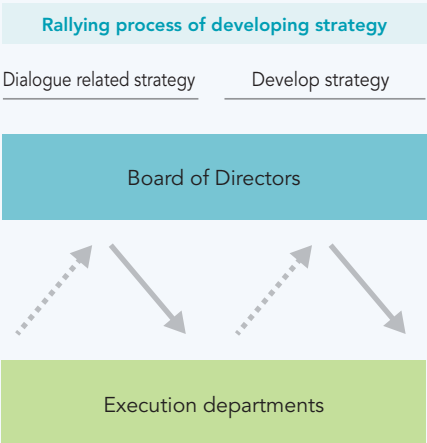 Rallying process of developing strategy
Dialogue related strategy
Develop strategy
Board of Directors
Execution departments